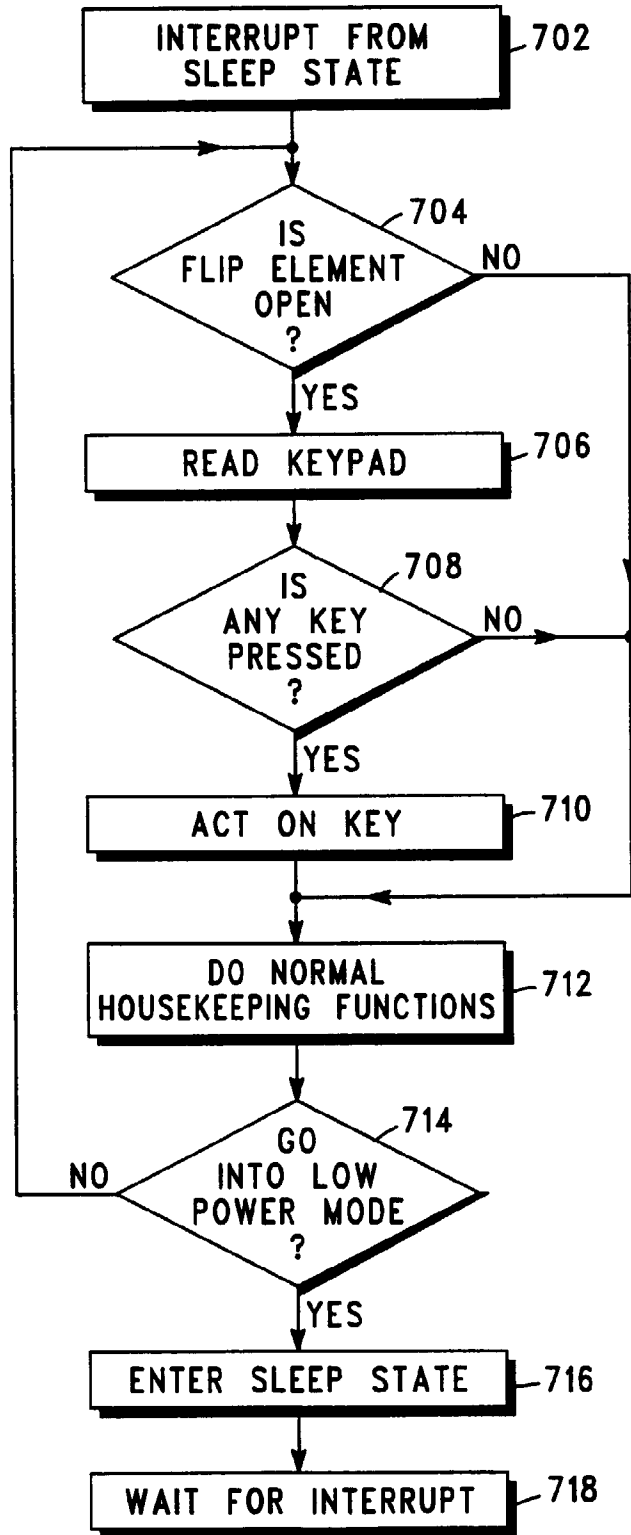 INTERRUPT FROM
SLEEP STATE
702
704
IS
FLIP ELEMENT
OPEN
?
NO
YES
READ KEYPAD
706
708
IS
ANY KEY
PRESSED
?
NO
YES
ACT ON KEY
710
DO NORMAL
HOUSEKEEPING FUNCTIONS
712
714
GO
INTO LOW
POWER MODE
?
NO
YES
ENTER SLEEP STATE
716
WAIT FOR INTERRUPT
718